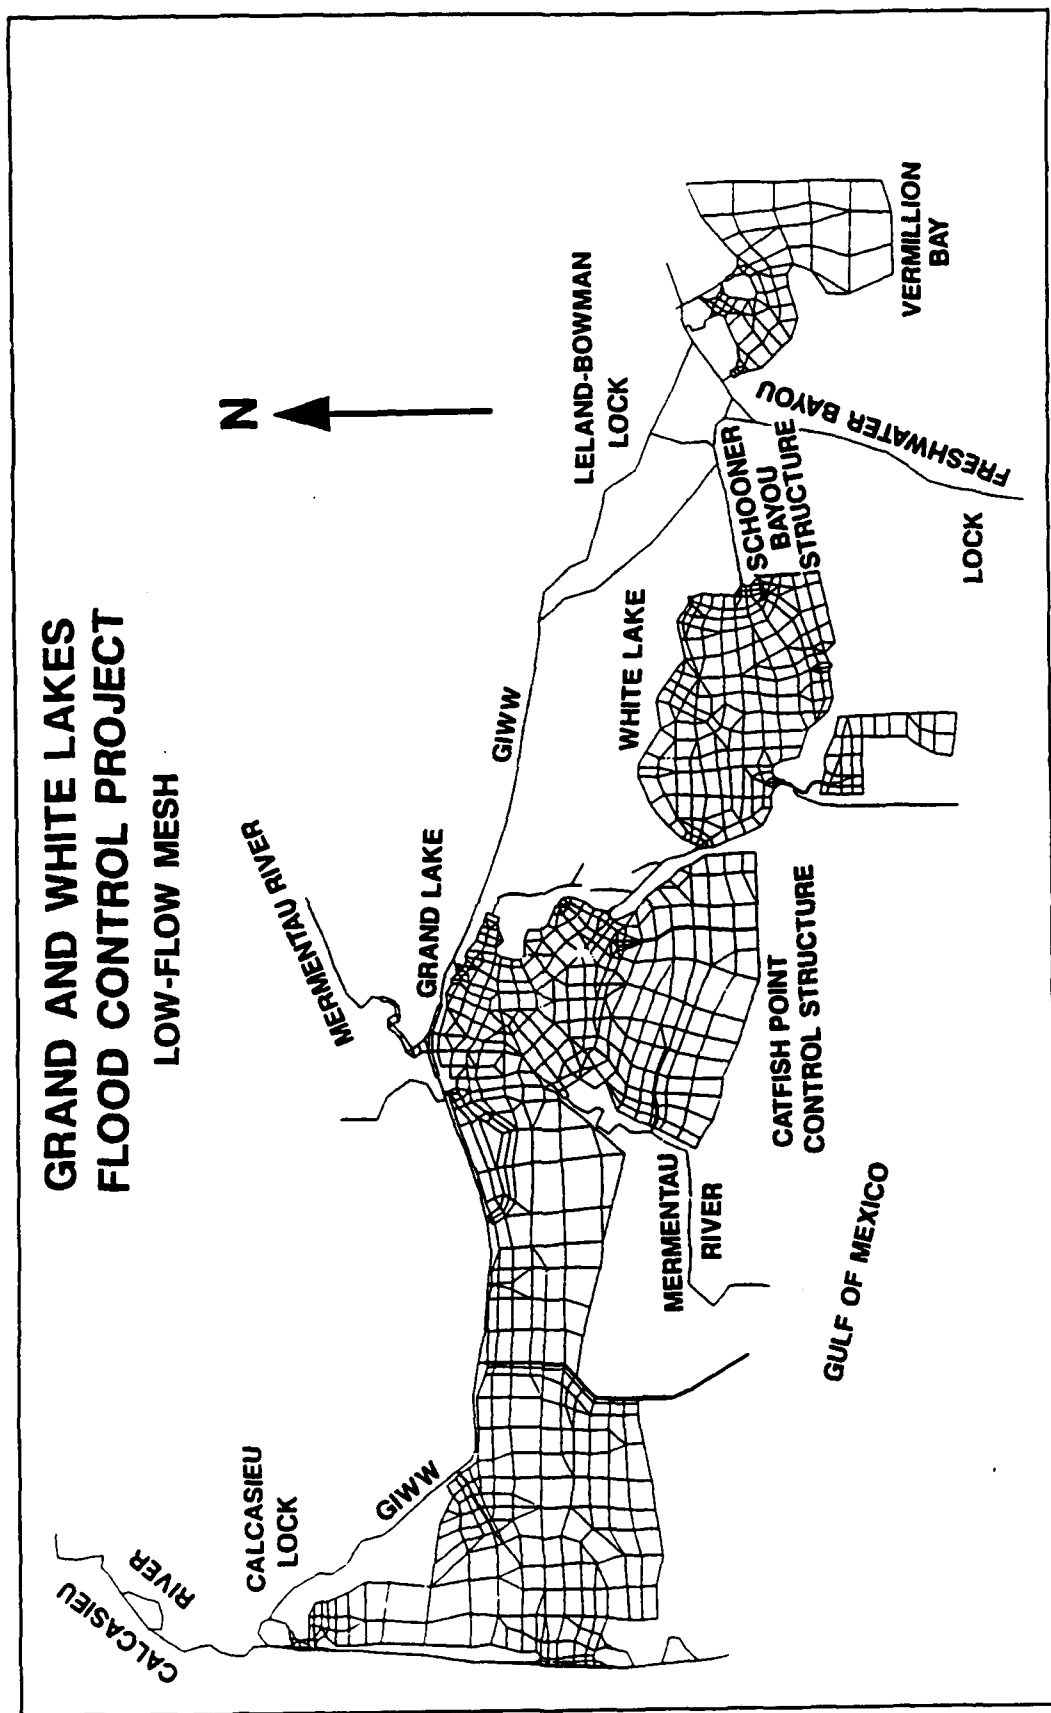 GRAND AND WHITE LAKES
FLOOD CONTROL PROJECT
LOW-FLOW MESH
N
CALCASIEU
RIVER
CALCASIEU
LOCK
GIWW
MERMENTAU RIVER
GRAND LAKE
GIWW
LELAND-BOWMAN
LOCK
WHITE LAKE
SCHOONER
BAYOU
STRUCTURE
FRESHWATER BAYOU
LOCK
VERMILLION
BAY
MERMENTAU
RIVER
CATFISH POINT
CONTROL STRUCTURE
GULF OF MEXICO